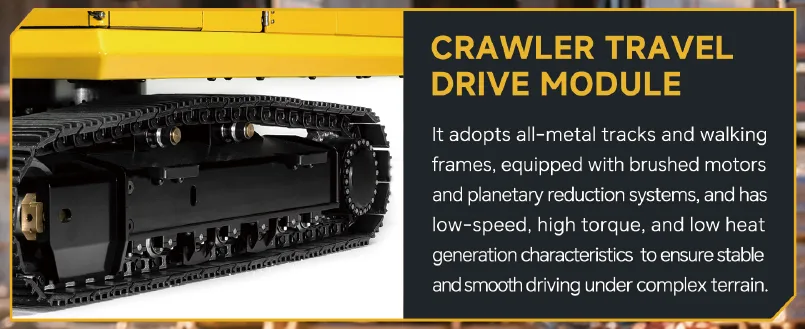 CRAWLER TRAVEL
DRIVE MODULE
It adopts all-metal tracks and walking
frames, equipped with brushed motors
and planetary reduction systems, and has
low-speed, high torque, and low heat
generation characteristics to ensure stable
and smooth driving under complex terrain.